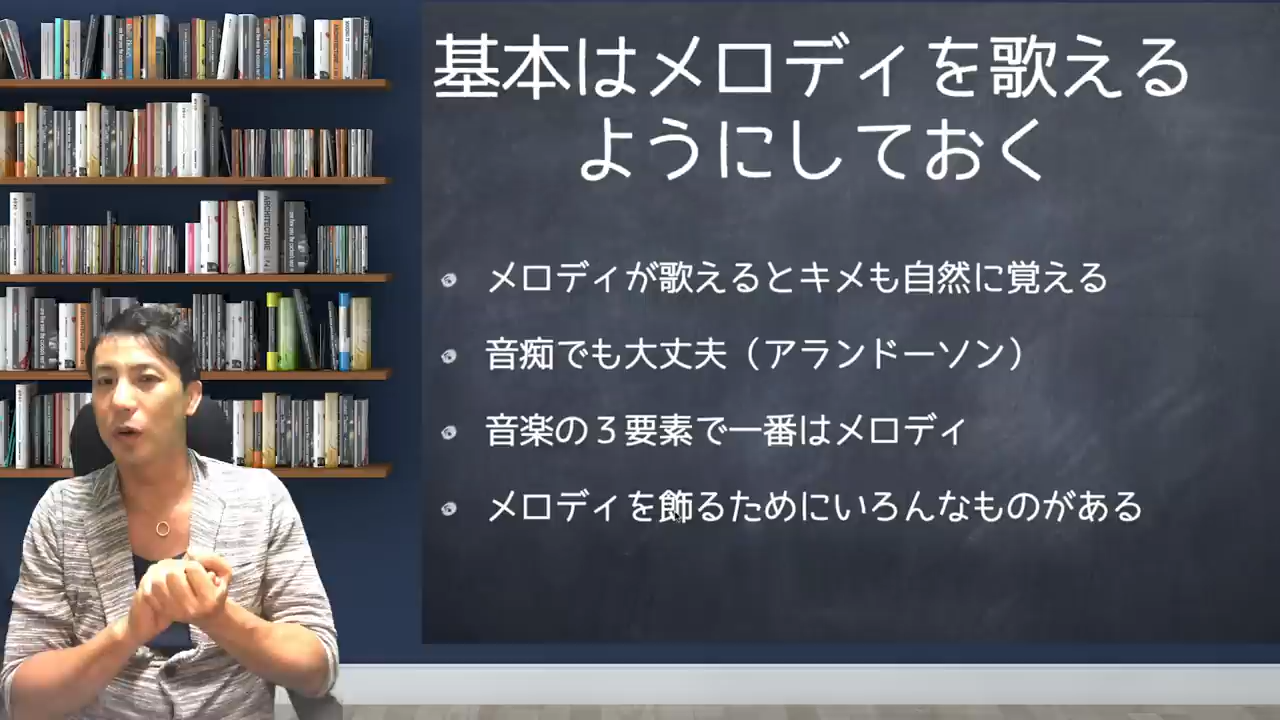 基本はメロディを歌える
ようにしておく
メロディが歌えるとキメも自然に覚える
音痴でも大丈夫（アランドーソン）
音楽の３要素で一番はメロディ
メロディを飾るためにいろんなものがある
ARCHITECTURE